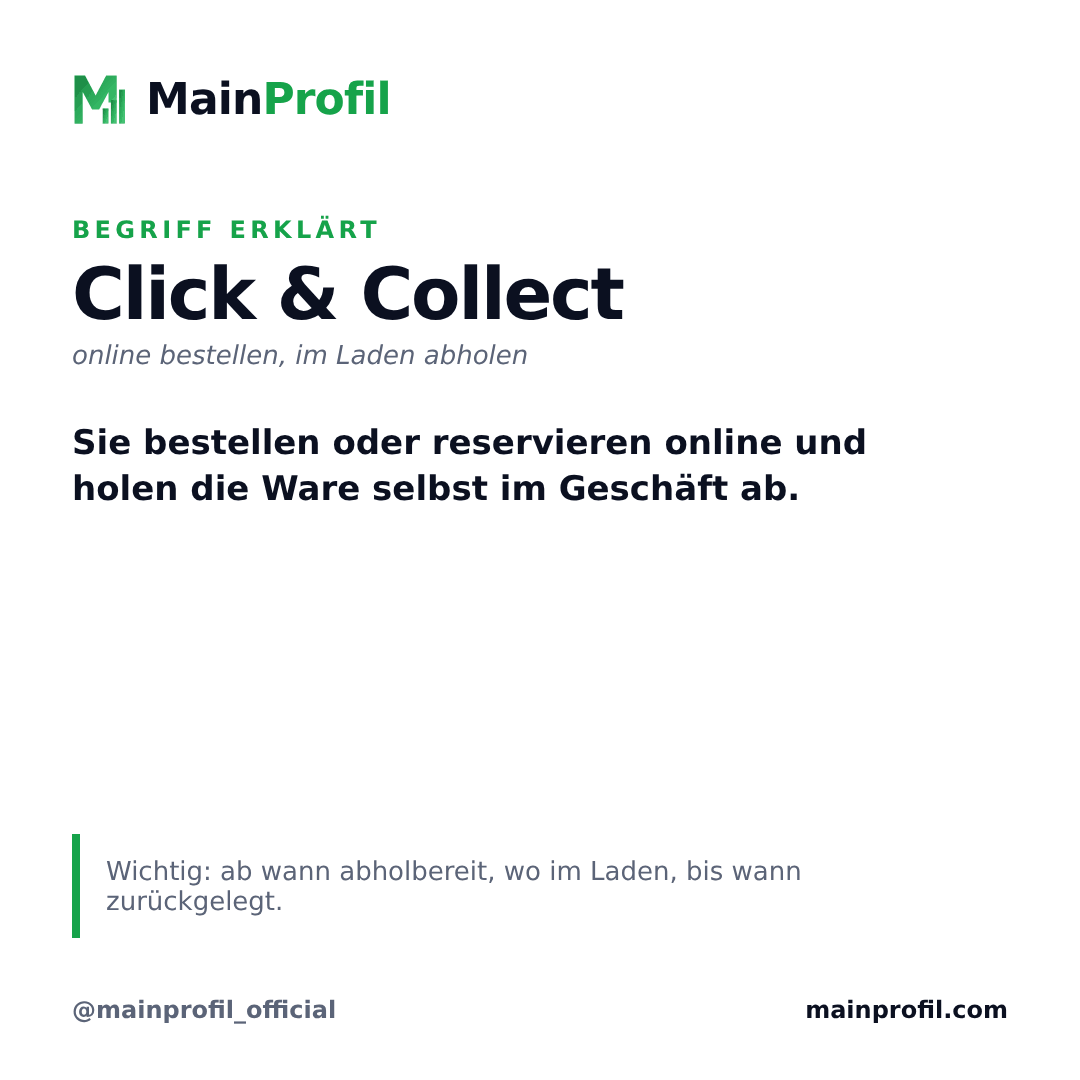 MainProfil
BEGRIFF ERKLÄRT
Click & Collect
online bestellen, im Laden abholen
Sie bestellen oder reservieren online und
holen die Ware selbst im Geschäft ab.
Wichtig: ab wann abholbereit, wo im Laden, bis wann
zurückgelegt.
@mainprofil_official
mainprofil.com